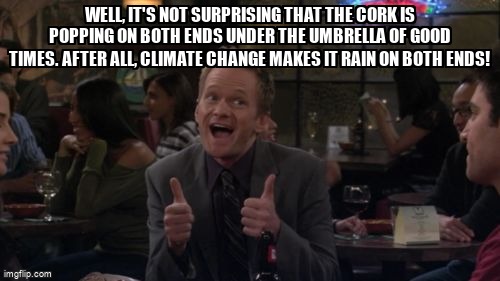 WELL, IT'S NOT SURPRISING THAT THE CORK IS
POPPING ON BOTH ENDS UNDER THE UMBRELLA OF GOOD
TIMES. AFTER ALL, CLIMATE CHANGE MAKES IT RAIN ON BOTH ENDS!
imgflip.com